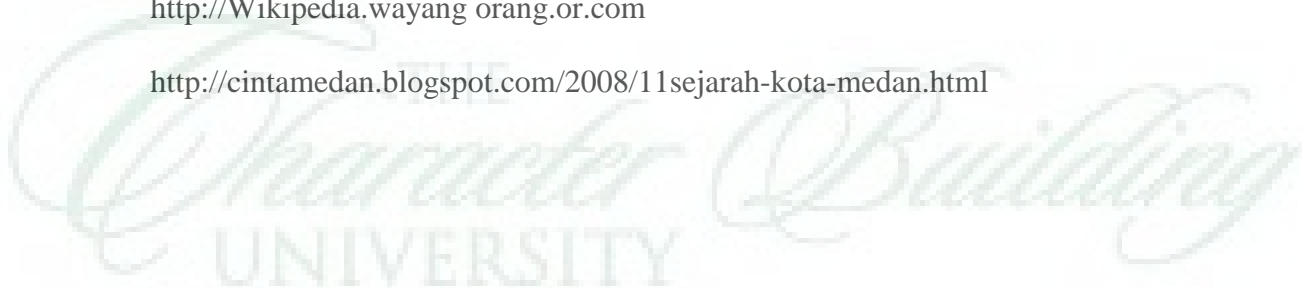 http://Wikipedia.wayang orang.or.com
http://cintamedan.blogspot.com/2008/11sejarah-kota-medan.html
THE
Character Building
UNIVERSITY